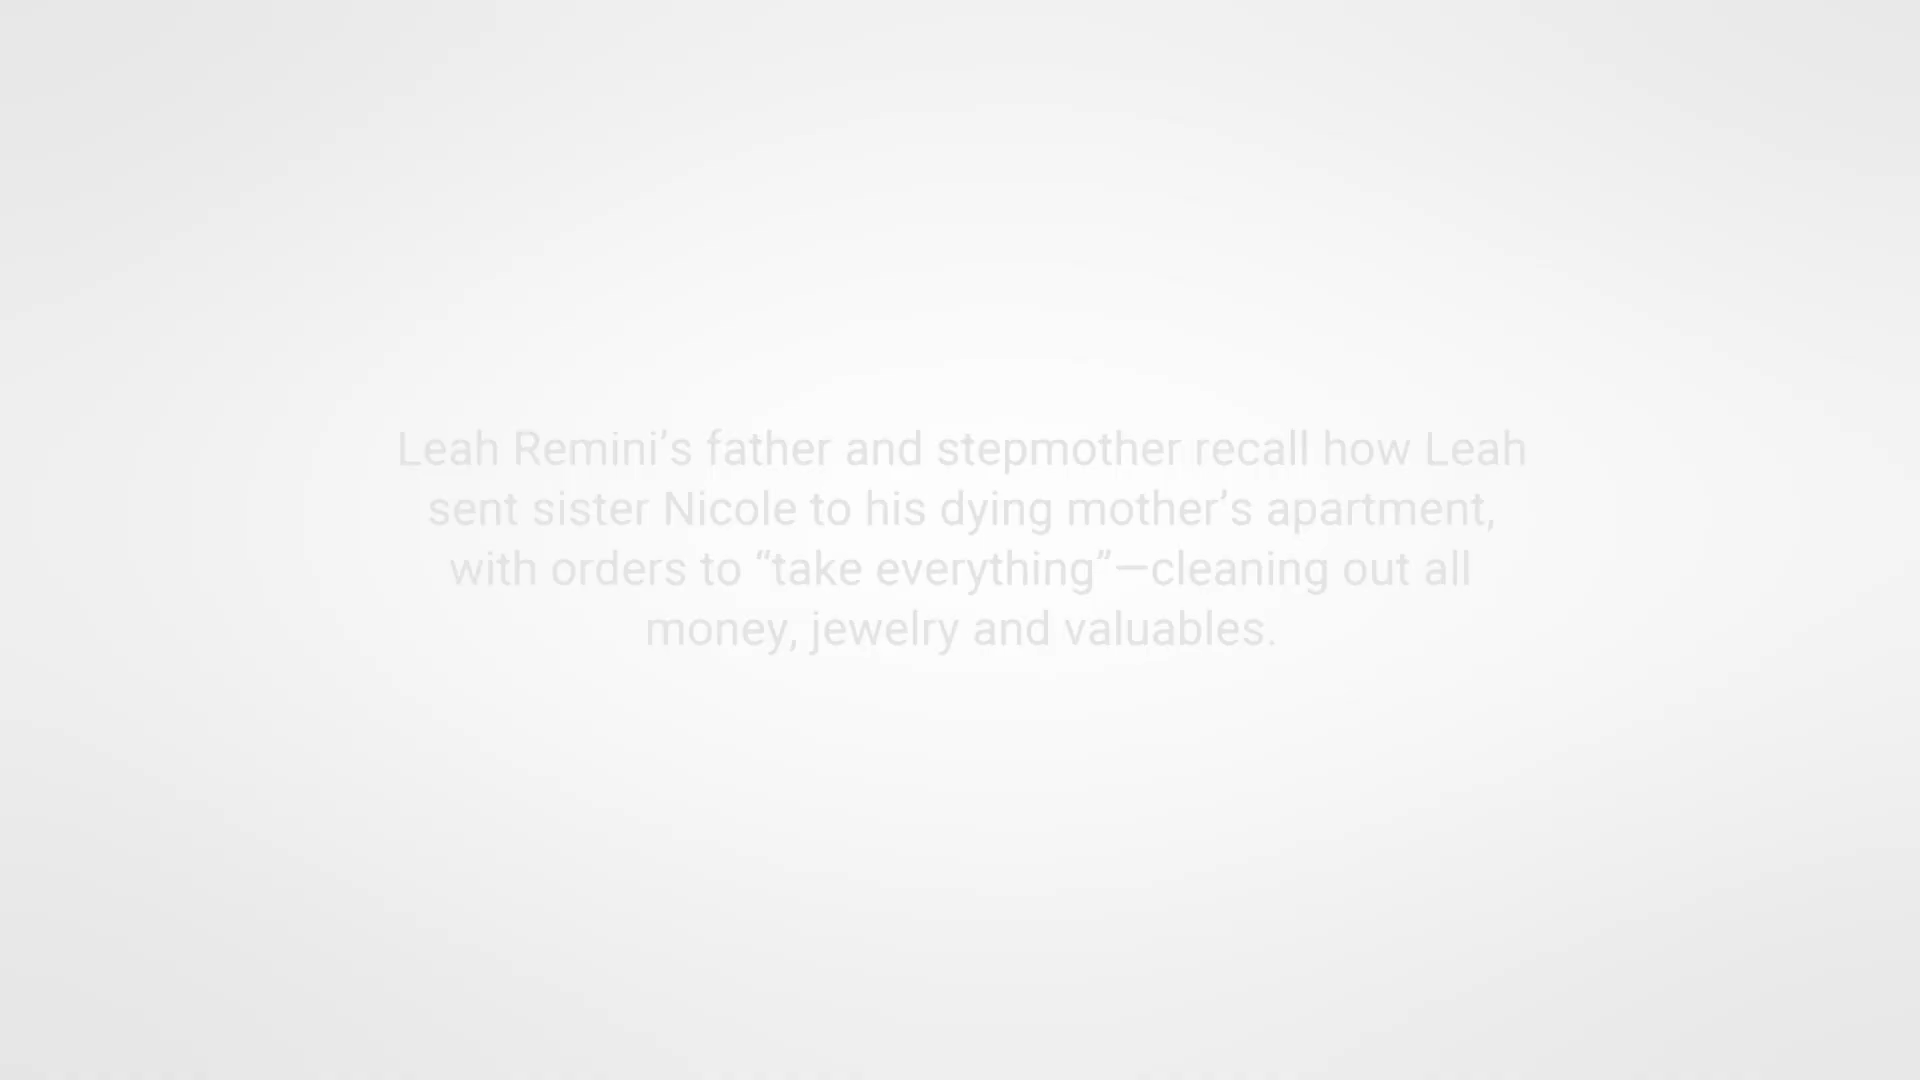 Leah Remini’s father and stepmother recall how Leah
sent sister Nicole to his dying mother’s apartment,
with orders to “take everything”—cleaning out all
money, jewelry and valuables.